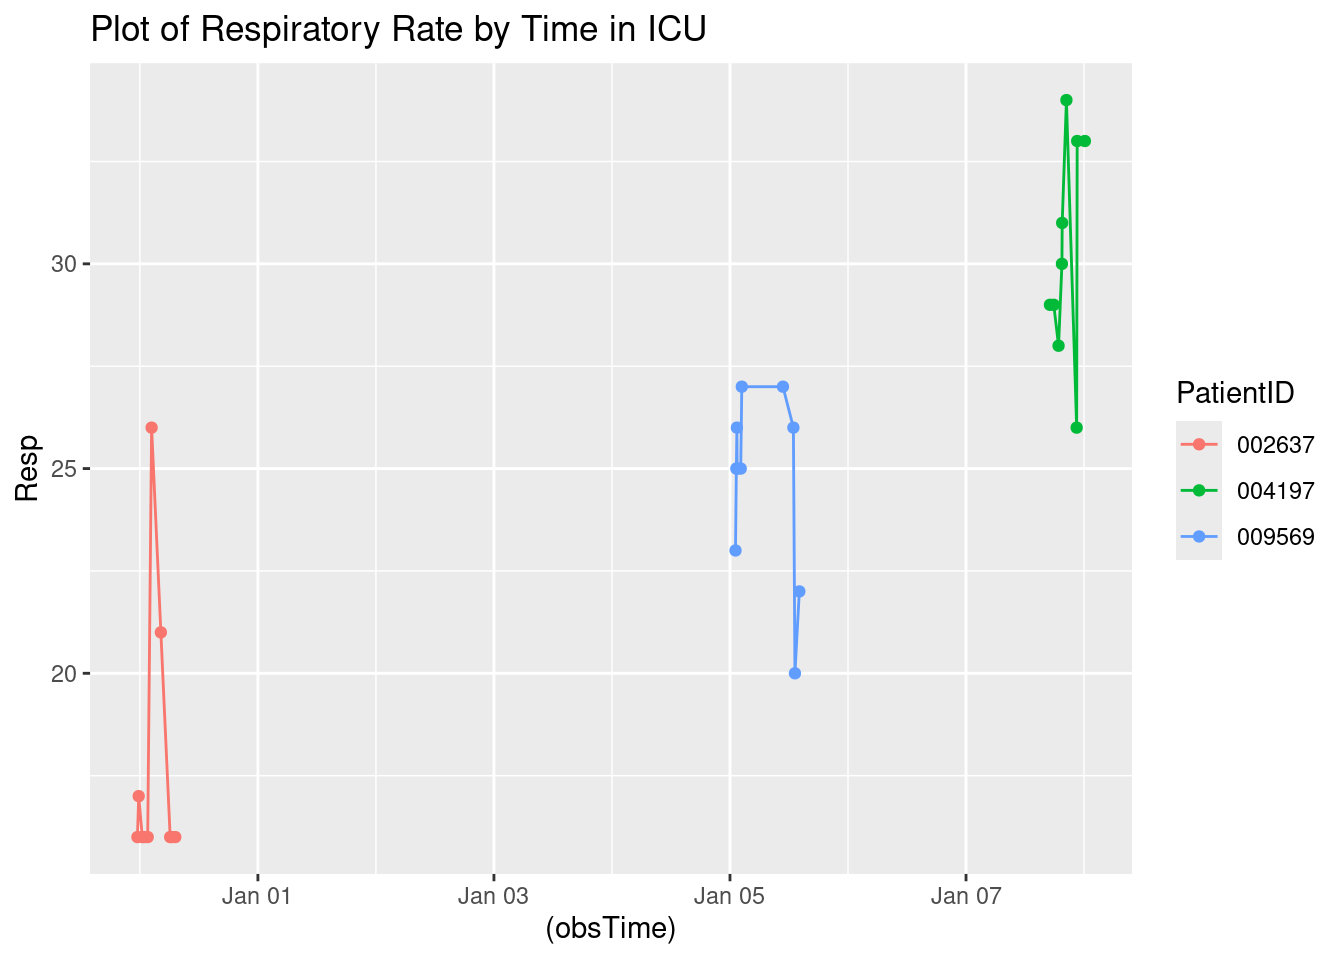 Plot of Respiratory Rate by Time in ICU
30
25
20
Resp
Jan 01
Jan 03
Jan 05
Jan 07
(obsTime)
PatientID
002637
004197
009569